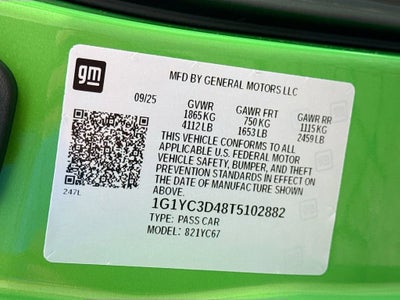 gm
MFD BY GENERAL MOTORS LLC
09/25
GVWR
1865 KG
4112 LB
GAWR FRT
750 KG
1653 LB
GAWR RR
1115 KG
2459 LB
THIS VEHICLE CONFORMS TO ALL
APPLICABLE U.S. FEDERAL MOTOR
VEHICLE SAFETY, BUMPER, AND THEFT
PREVENTION STANDARDS IN EFFECT ON
THE DATE OF MANUFACTURE SHOWN
ABOVE.
247L
1G1YC3D48T5102882
TYPE: PASS CAR
MODEL: 821YC67